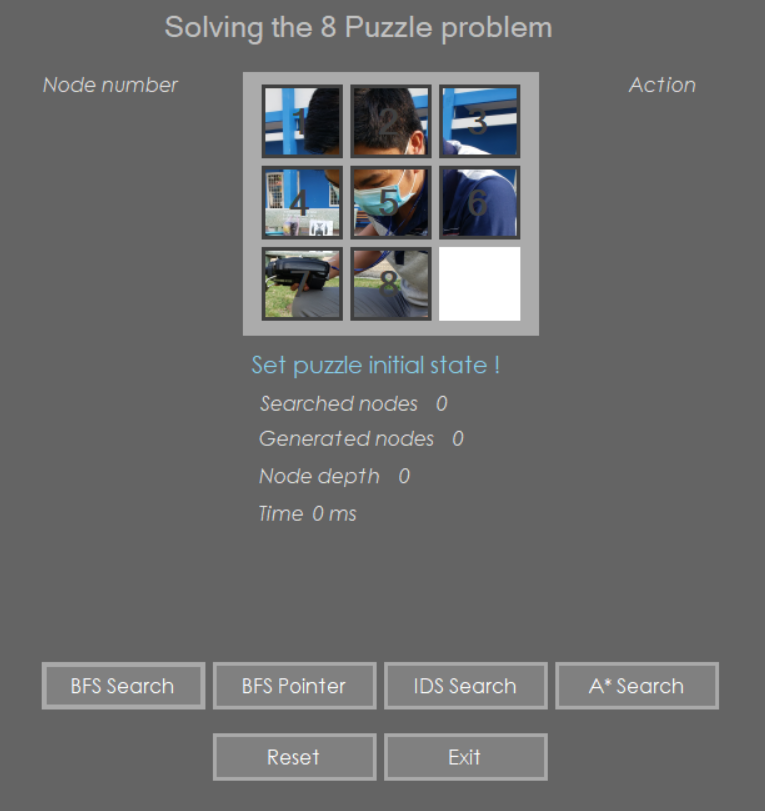 Solving the 8 Puzzle problem
Node number
Action
1 2 3
4 5 6
8
Set puzzle initial state !
Searched nodes 0
Generated nodes 0
Node depth 0
Time 0 ms
BFS Search BFS Pointer IDS Search A* Search
Reset Exit